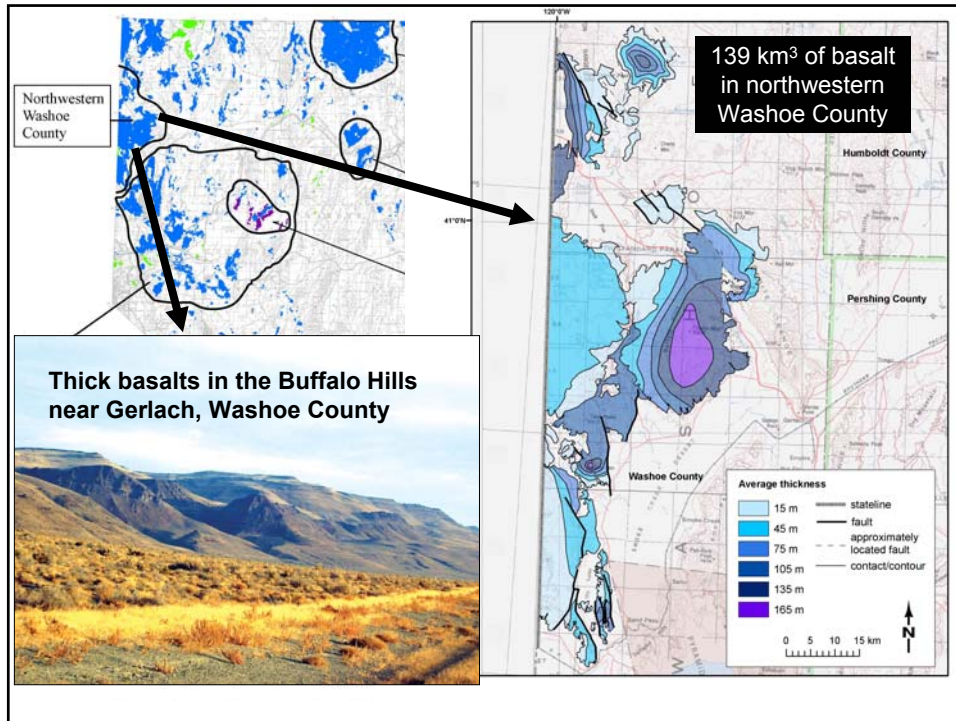 Northwestern
Washoe
County
139 km³ of basalt
in northwestern
Washoe County
120°0'W
Humboldt County
41°0'N
Pershing County
Washoe County
Thick basalts in the Buffalo Hills
near Gerlach, Washoe County
Average thickness
15 m
45 m
75 m
105 m
135 m
165 m
stateline
fault
approximately
located fault
contact/contour
0 5 10 15 km
N